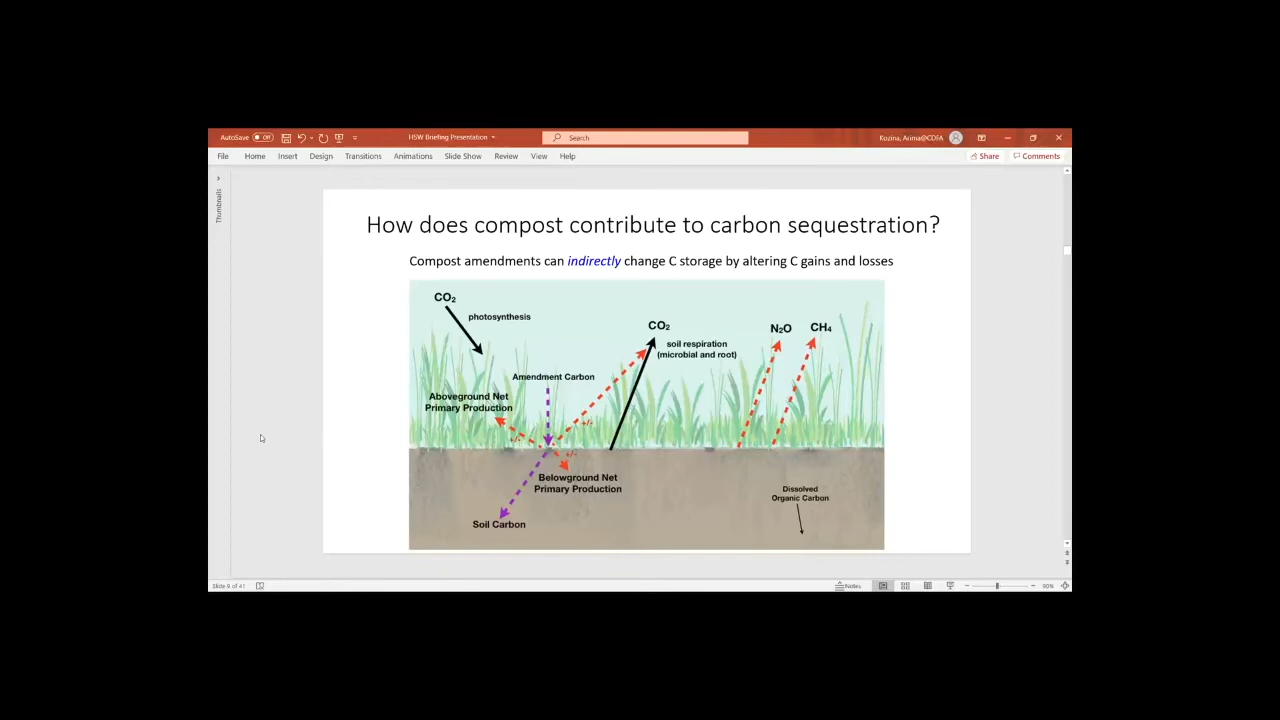 AutoSave Off
HSW Briefing Presentation
Search
Kozina, Arima@CDFA
File Home Insert Design Transitions Animations Slide Show Review View Help
Share Comments
Thumbnails
How does compost contribute to carbon sequestration?
Compost amendments can indirectly change C storage by altering C gains and losses
CO2
photosynthesis
CO2
soil respiration
(microbial and root)
N2O
CH4
Amendment Carbon
Aboveground Net
Primary Production
+/-
+/-
+/-
Belowground Net
Primary Production
Soil Carbon
Dissolved
Organic Carbon
Slide 9 of 41
Notes
90%